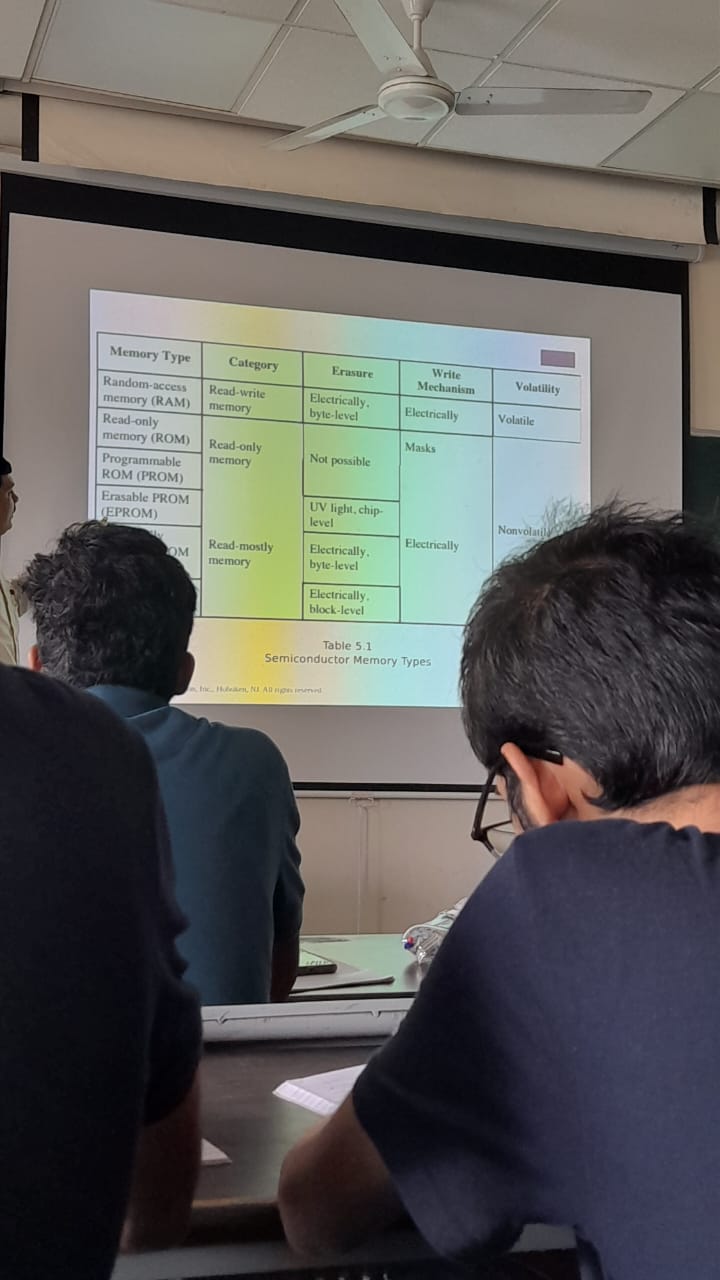 Memory Type
Category
Erasure
Write
Mechanism
Volatility
Random-access
memory (RAM)
Read-write
memory
Electrically,
byte-level
Electrically
Volatile
Read-only
memory (ROM)
Read-only
memory
Not possible
Masks
Programmable
ROM (PROM)
Erasable PROM
(EPROM)
UV light, chip-
level
Electrically
Read-mostly
memory
Electrically,
byte-level
Electrically,
block-level
Table 5.1
Semiconductor Memory Types
Inc., Hoboken, NJ. All rights reserved.